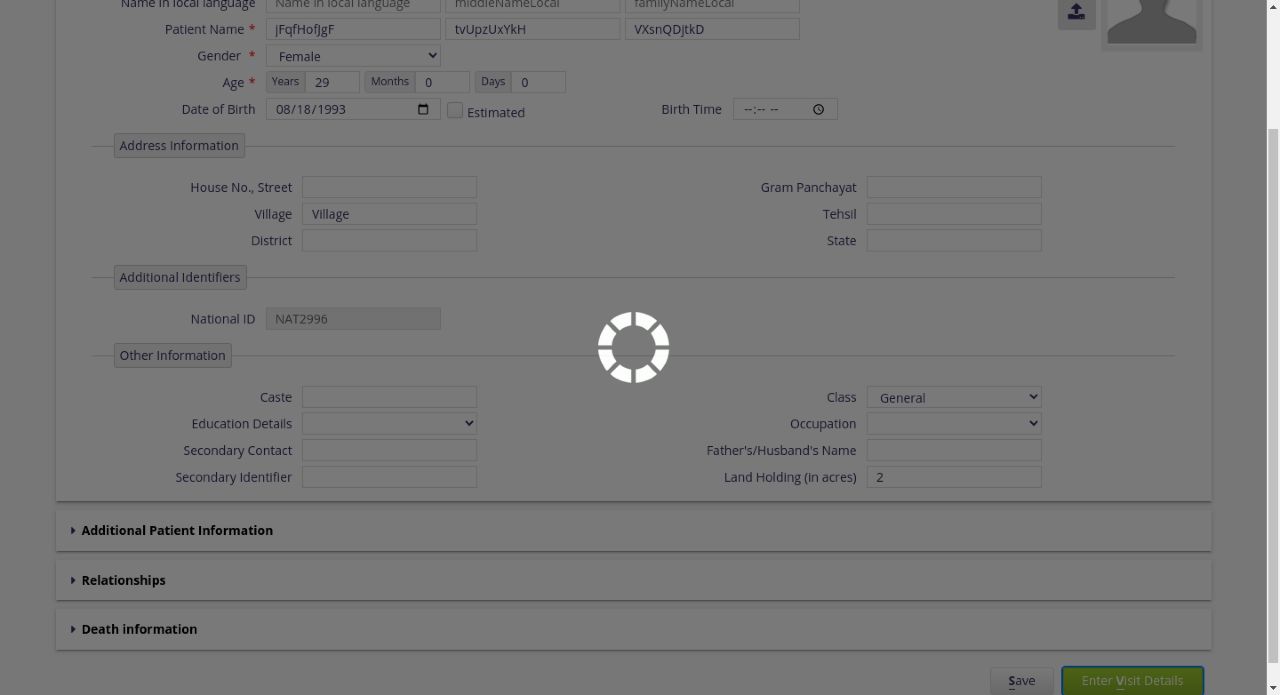 Name in local language Name in local language middleNameLocal familyNameLocal
Patient Name * jFqfHofJgF tvUpzUxYkH VXsnQDJtkD
Gender * Female
Age * Years 29 Months 0 Days 0
Date of Birth 08/18/1993 Estimated Birth Time --:-- --
Address Information
House No., Street Gram Panchayat
Village Village Tehsil
District State
Additional Identifiers
National ID NAT2996
Other Information
Caste Class General
Education Details Occupation
Secondary Contact Father's/Husband's Name
Secondary Identifier Land Holding (in acres) 2
Additional Patient Information
Relationships
Death information
Save Enter Visit Details